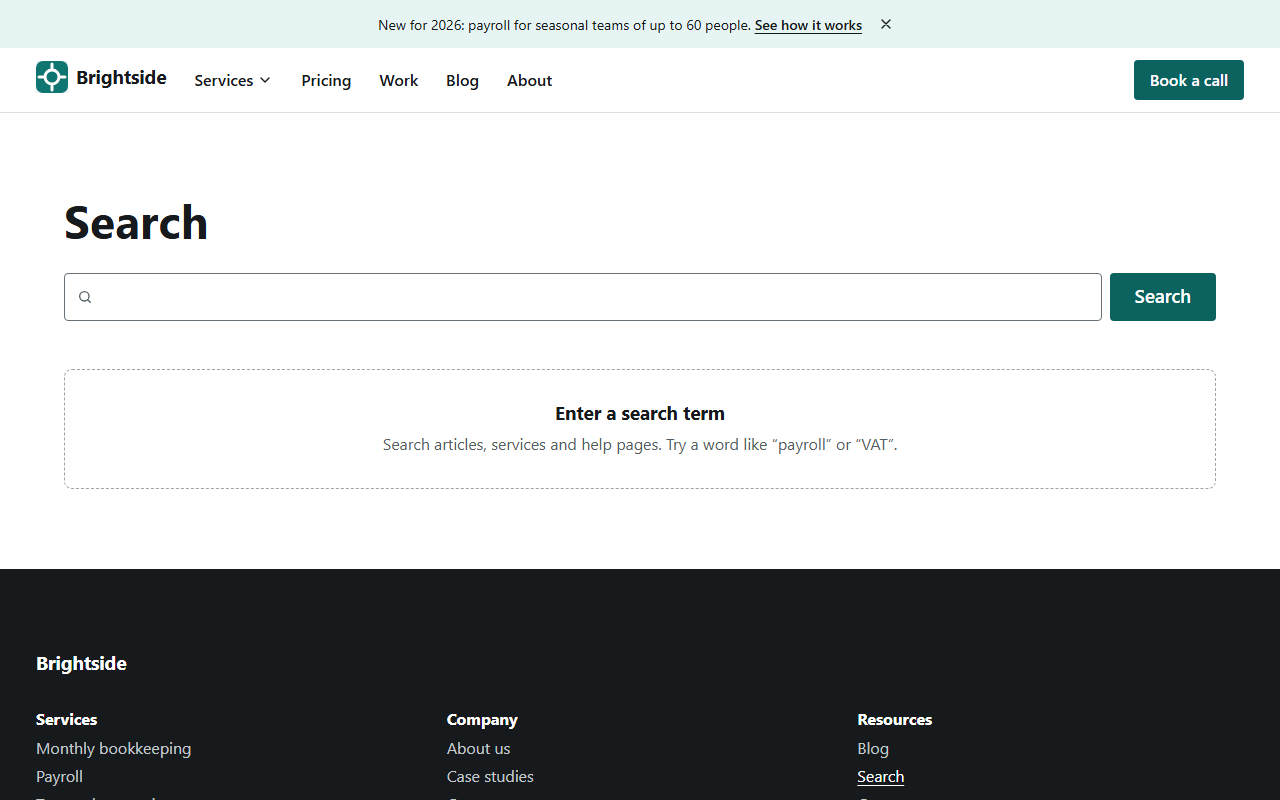 New for 2026: payroll for seasonal teams of up to 60 people. See how it works
Brightside
Services
Pricing
Work
Blog
About
Book a call
Search
Search
Enter a search term
Search articles, services and help pages. Try a word like “payroll” or “VAT”.
Brightside
Services
Company
Resources
Monthly bookkeeping
About us
Blog
Payroll
Case studies
Search